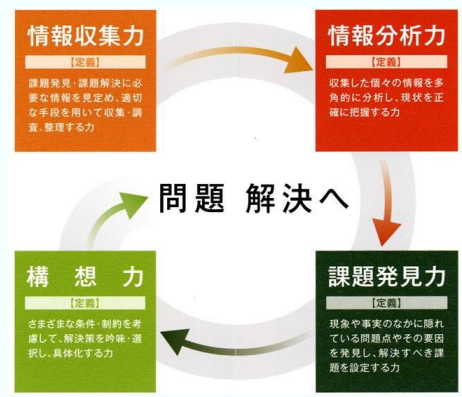 情報収集力
【定義】
課題発見・課題解決に必
要な情報を見定め、適切
な手段を用いて収集・調
査、整理する力
情報分析力
【定義】
収集した個々の情報を多
角的に分析し、現状を正
確に把握する力
問題 解決へ
構想力
【定義】
さまざまな条件・制約を考
慮して、解決策を吟味・選
択し、具体化する力
課題発見力
【定義】
現象や事実のなかに隠れ
ている問題点やその要因
を発見し、解決すべき課
題を設定する力